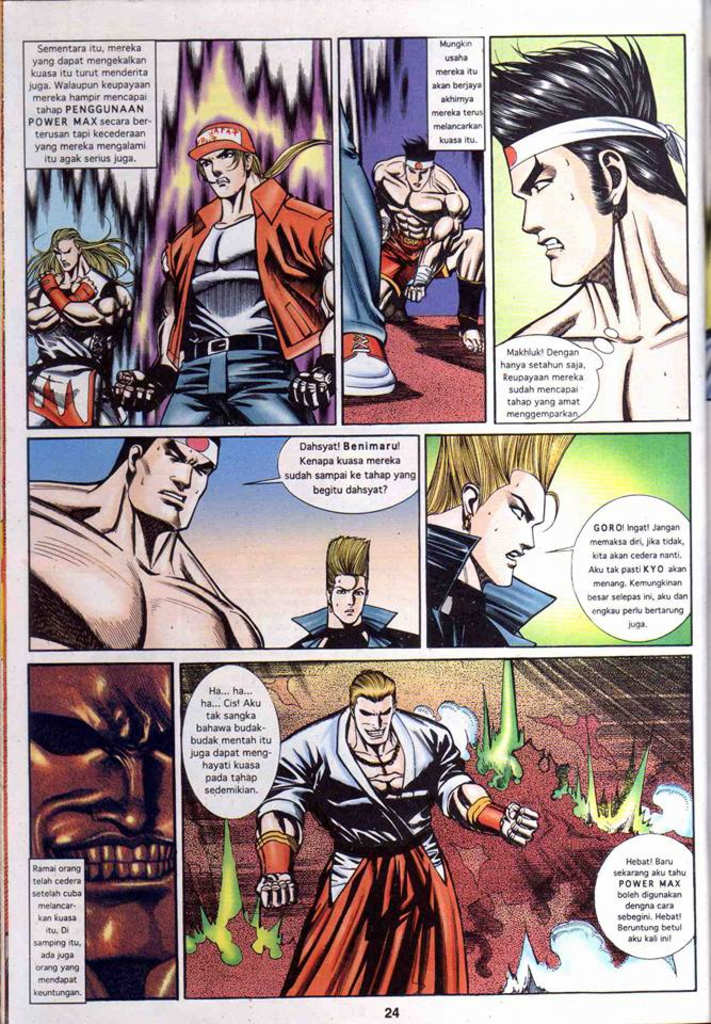 Sementara itu, mereka
yang dapat mengekalkan
kuasa itu turut menderita
juga. Walaupun keupayaan
mereka hampir mencapai
tahap PENGGUNAAN
POWER MAX secara ber-
terusan tapi kecederaan
yang mereka mengalami
itu agak serius juga.
Mungkin
usaha
mereka itu
akan berjaya
akhirnya
mereka terus
melancarkan
kuasa itu.
Makhluk! Dengan
hanya setahun saja,
Reupayaan mereka
sudah mencapai
tahap yang amat
menggemparkan.
Dahsyat! Benimaru!
Kenapa kuasa mereka
sudah sampai ke tahap yang
begitu dahsyat?
GORO! Ingat! Jangan
memaksa diri, jika tidak,
kita akan cedera nanti.
Aku tak pasti KYO akan
menang. Kemungkinan
besar selepas ini, aku dan
engkau perlu bertarung
juga.
Ramai orang
telah cedera
setelah cuba
melancar-
kan kuasa
itu. Di
samping itu,
ada juga
orang yang
mendapat
keuntungan.
Ha... ha...
ha... Cis! Aku
tak sangka
bahawa budak-
budak mentah itu
juga dapat meng-
hayati kuasa
pada tahap
sedemikian.
Hebat! Baru
sekarang aku tahu
POWER MAX
boleh digunakan
dengna cara
sebegini. Hebat!
Beruntung betul
aku kali ini!
24